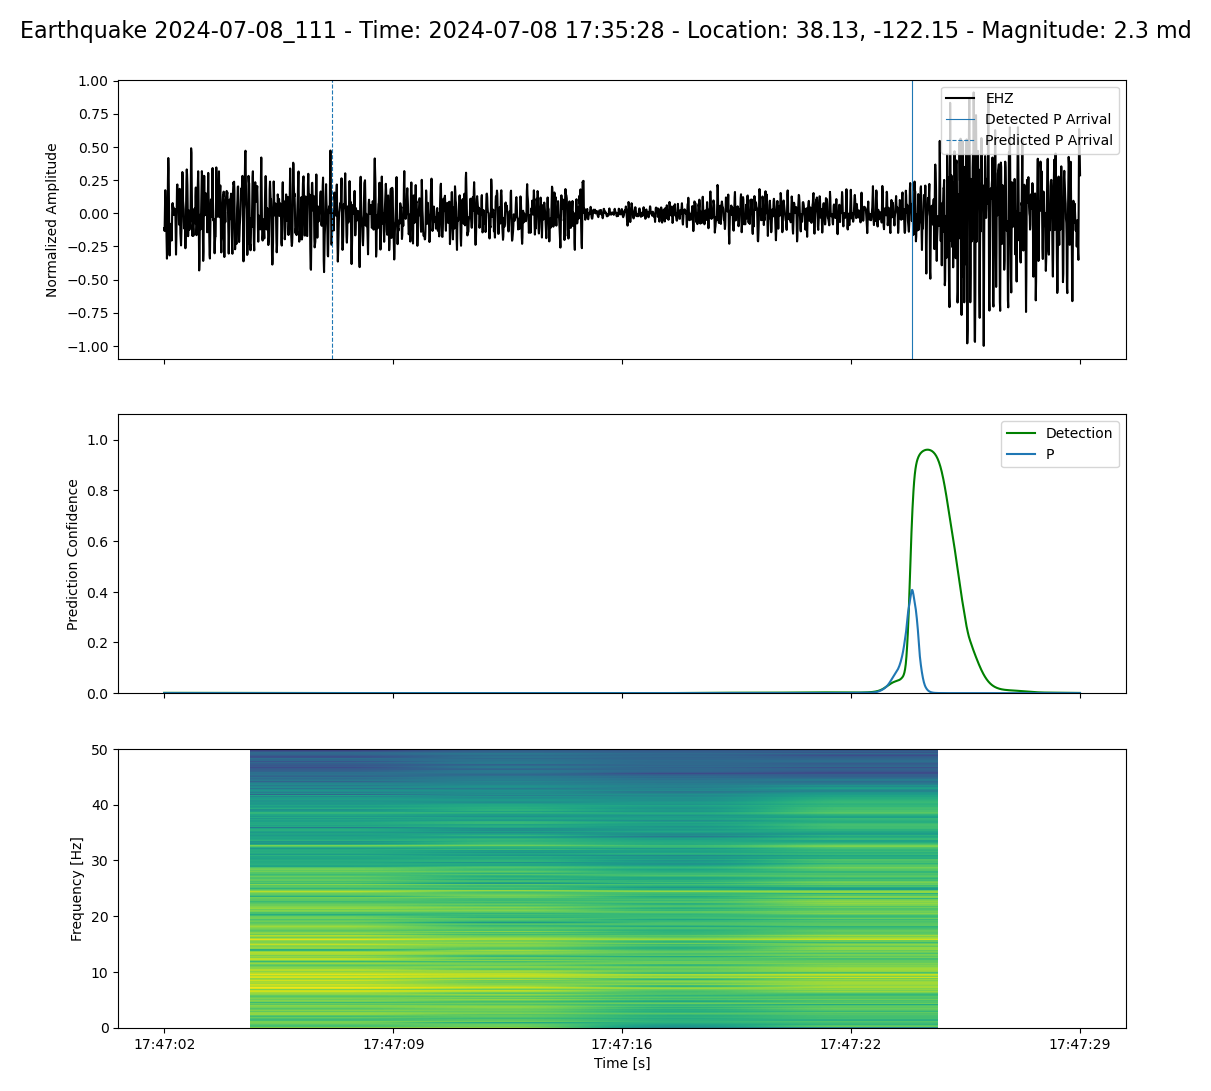 Earthquake 2024-07-08_111 - Time: 2024-07-08 17:35:28 - Location: 38.13, -122.15 - Magnitude: 2.3 md
1.00
0.75
0.50
0.25
0.00
−0.25
−0.50
−0.75
−1.00
Normalized Amplitude
EHZ
Detected P Arrival
Predicted P Arrival
1.0
0.8
0.6
0.4
0.2
0.0
Prediction Confidence
Detection
P
50
40
30
20
10
0
Frequency [Hz]
17:47:02 17:47:09 17:47:16 17:47:22 17:47:29
Time [s]